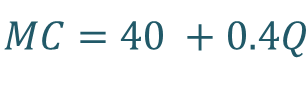 MC = 40 + 0.4Q